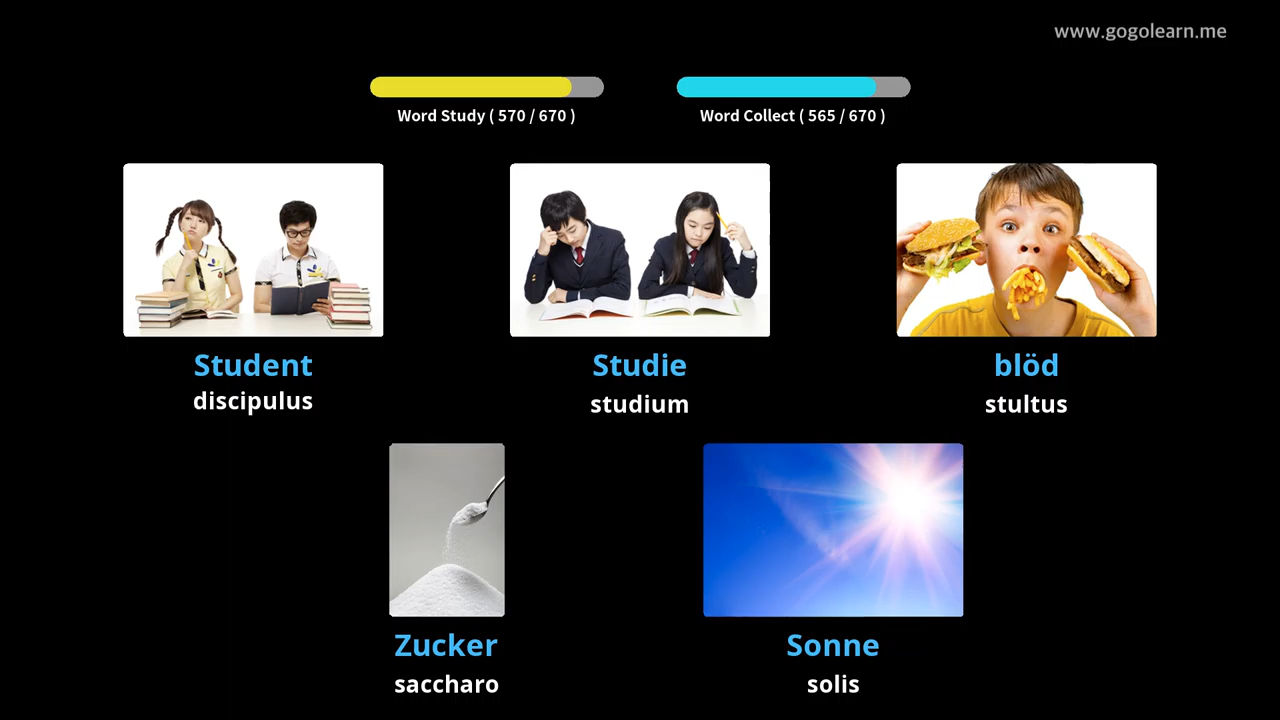 www.gogolearn.me
Word Study ( 570 / 670 )
Word Collect ( 565 / 670 )
Student
discipulus
Studie
studium
blöd
stultus
Zucker
saccharo
Sonne
solis